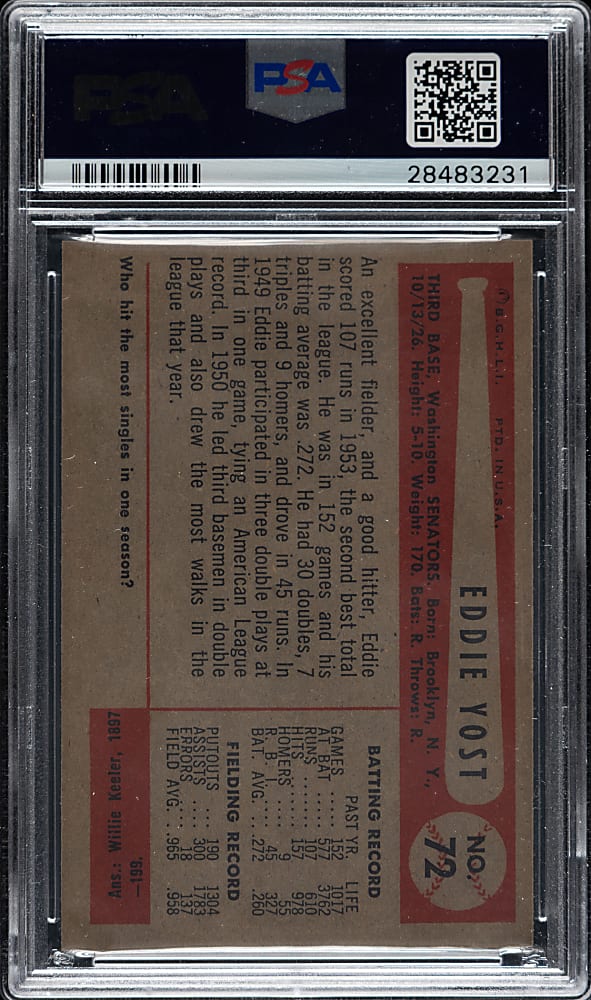 PSA
PSA
28483231
© B.G.H.L.I. PTD. IN U.S.A.
EDDIE YOST
NO.
72
THIRD BASE, Washington SENATORS. Born: Brooklyn, N. Y.,
10/13/26. Height: 5-10. Weight: 170. Bats: R. Throws: R.
An excellent fielder, and a good hitter, Eddie
scored 107 runs in 1953, the second best total
in the league. He was in 152 games and his
batting average was .272. He had 30 doubles, 7
triples and 9 homers, and drove in 45 runs. In
1949 Eddie participated in three double plays at
third in one game, tying an American League
record. In 1950 he led third basemen in double
plays and also drew the most walks in the
league that year.
BATTING RECORD
PAST YR. LIFE
GAMES ...... 152 1017
AT BAT ..... 577 3762
RUNS ....... 107 610
HITS ....... 157 978
HOMERS ..... 9 55
R. B. I. .... 45 327
BAT. AVG. .. .272 .260
FIELDING RECORD
PUTOUTS ... 190 1304
ASSISTS ... 390 1783
ERRORS .... 18 137
FIELD AVG. .. .965 .958
Who hit the most singles in one season?
—199.
Ans.: Willie Keeler, 1897